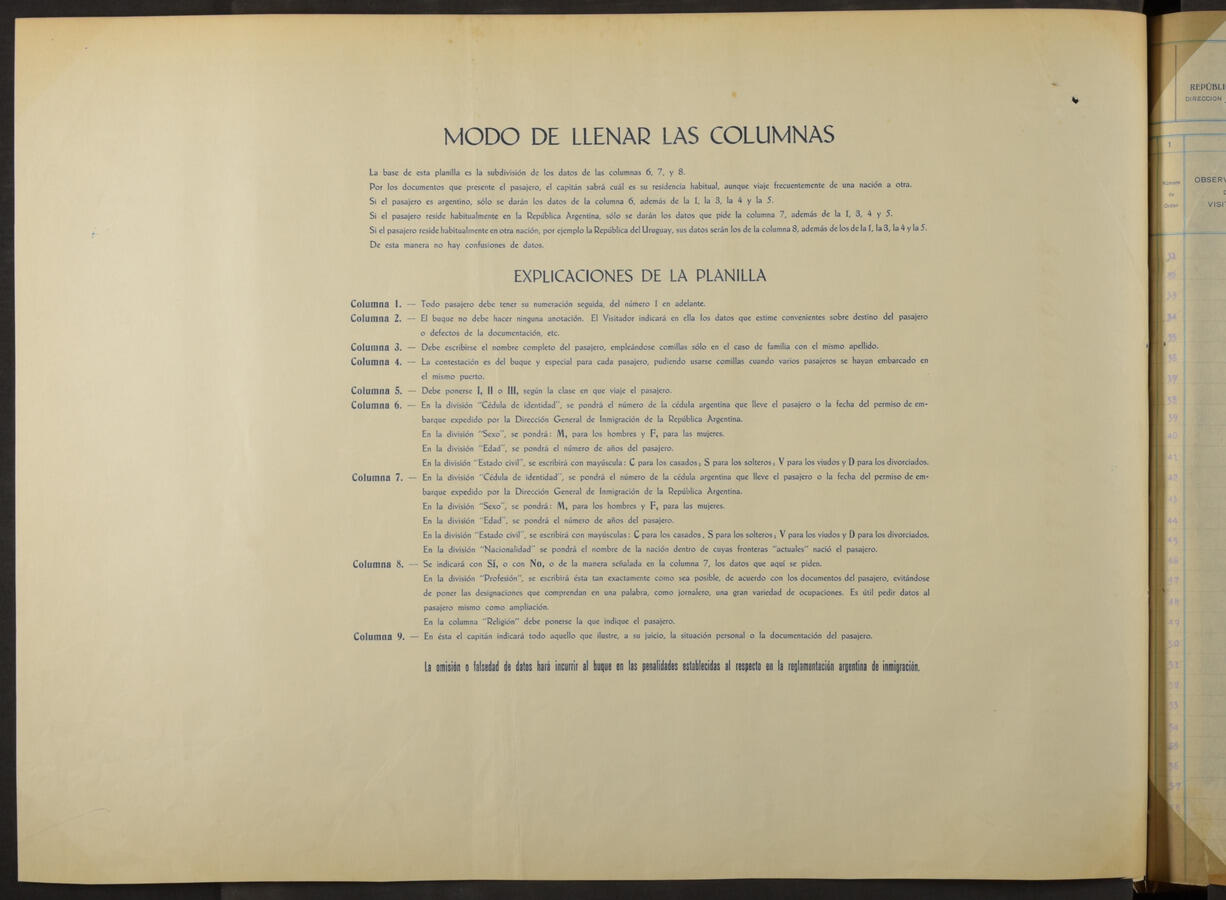 MODO DE LLENAR LAS COLUMNAS
La base de esta planilla es la subdivisión de los datos de las columnas 6, 7, y 8.
Por los documentos que presente el pasajero, el capitán sabrá cuál es su residencia habitual, aunque viaje frecuentemente de una nación a otra.
Si el pasajero es argentino, sólo se darán los datos de la columna 6, además de la 1, la 3, la 4 y la 5.
Si el pasajero reside habitualmente en la República Argentina, sólo se darán los datos que pide la columna 7, además de la 1, 3, 4 y 5.
Si el pasajero reside habitualmente en otra nación, por ejemplo la República del Uruguay, sus datos serán los de la columna 8, además de los de la 1, la 3, la 4 y la 5.
De esta manera no hay confusiones de datos.
EXPLICACIONES DE LA PLANILLA
Columna 1. — Todo pasajero debe tener su numeración seguida, del número 1 en adelante.
Columna 2. — El buque no debe hacer ninguna anotación. El Visitador indicará en ella los datos que estime convenientes sobre destino del pasajero
o defectos de la documentación, etc.
Columna 3. — Debe escribirse el nombre completo del pasajero, empleándose comillas sólo en el caso de familia con el mismo apellido.
Columna 4. — La contestación es del buque y especial para cada pasajero, pudiendo usarse comillas cuando varios pasajeros se hayan embarcado en
el mismo puerto.
Columna 5. — Debe ponerse I, II o III, según la clase en que viaje el pasajero.
Columna 6. — En la división "Cédula de identidad", se pondrá el número de la cédula argentina que lleve el pasajero o la fecha del permiso de em-
barque expedido por la Dirección General de Inmigración de la República Argentina.
En la división "Sexo", se pondrá: M, para los hombres y F, para las mujeres.
En la división "Edad", se pondrá el número de años del pasajero.
En la división "Estado civil", se escribirá con mayúscula: C para los casados; S para los solteros; V para los viudos y D para los divorciados.
Columna 7. — En la división "Cédula de identidad", se pondrá el número de la cédula argentina que lleve el pasajero o la fecha del permiso de em-
barque expedido por la Dirección General de Inmigración de la República Argentina.
En la división "Sexo", se pondrá: M, para los hombres y F, para las mujeres.
En la división "Edad", se pondrá el número de años del pasajero.
En la división "Estado civil", se escribirá con mayúsculas: C para los casados, S para los solteros; V para los viudos y D para los divorciados.
En la división "Nacionalidad" se pondrá el nombre de la nación dentro de cuyas fronteras "actuales" nació el pasajero.
Columna 8. — Se indicará con Sí, o con No, o de la manera señalada en la columna 7, los datos que aquí se piden.
En la división "Profesión", se escribirá ésta tan exactamente como sea posible, de acuerdo con los documentos del pasajero, evitándose
de poner las designaciones que comprendan en una palabra, como jornalero, una gran variedad de ocupaciones. Es útil pedir datos al
pasajero mismo como ampliación.
En la columna "Religión" debe ponerse la que indique el pasajero.
Columna 9. — En ésta el capitán indicará todo aquello que ilustre, a su juicio, la situación personal o la documentación del pasajero.
La omisión o falsedad de datos hará incurrir al buque en las penalidades establecidas al respecto en la reglamentación argentina de inmigración.
REPÚBLI
DIRECCION
1
Número
de
Orden
OBSERV
VISI